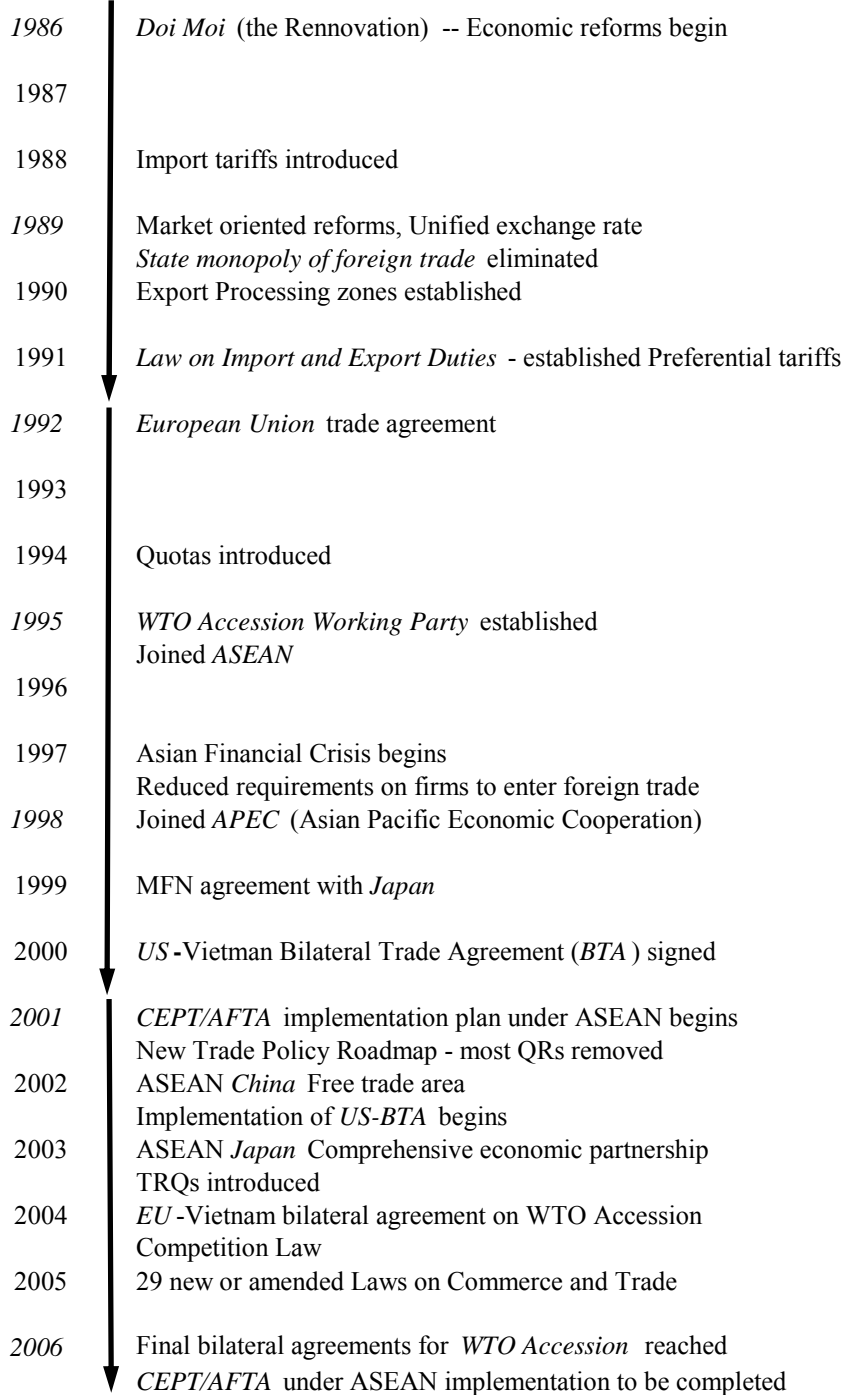 1986 Doi Moi (the Rennovation) -- Economic reforms begin
1987
1988 Import tariffs introduced
1989 Market oriented reforms, Unified exchange rate
State monopoly of foreign trade eliminated
1990 Export Processing zones established
1991 Law on Import and Export Duties - established Preferential tariffs
1992 European Union trade agreement
1993
1994 Quotas introduced
1995 WTO Accession Working Party established
Joined ASEAN
1996
1997 Asian Financial Crisis begins
Reduced requirements on firms to enter foreign trade
1998 Joined APEC (Asian Pacific Economic Cooperation)
1999 MFN agreement with Japan
2000 US-Vietman Bilateral Trade Agreement (BTA) signed
2001 CEPT/AFTA implementation plan under ASEAN begins
New Trade Policy Roadmap - most QRs removed
2002 ASEAN China Free trade area
Implementation of US-BTA begins
2003 ASEAN Japan Comprehensive economic partnership
TRQs introduced
2004 EU-Vietnam bilateral agreement on WTO Accession
Competition Law
2005 29 new or amended Laws on Commerce and Trade
2006 Final bilateral agreements for WTO Accession reached
CEPT/AFTA under ASEAN implementation to be completed